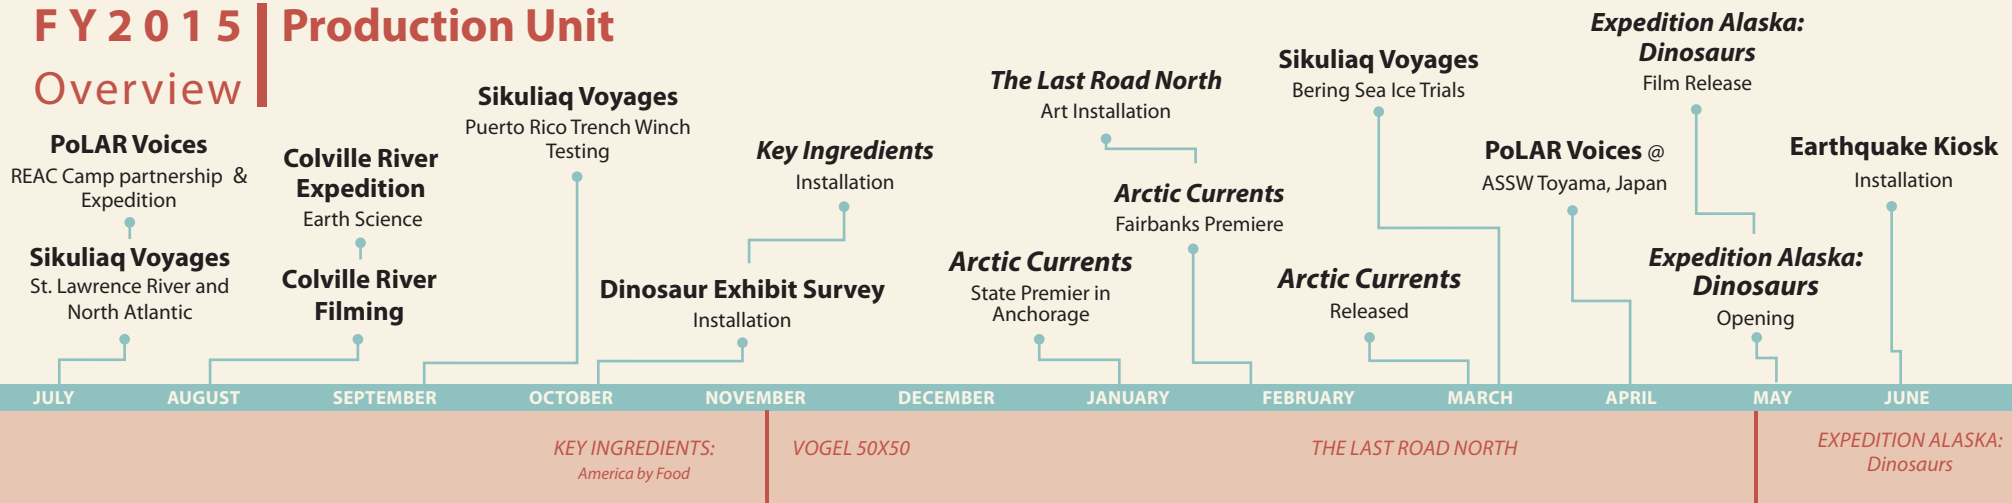 FY2015
Overview
Production Unit
PoLAR Voices
REAC Camp partnership &
Expedition
Sikuliaq Voyages
St. Lawrence River and
North Atlantic
Colville River
Expedition
Earth Science
Colville River
Filming
Sikuliaq Voyages
Puerto Rico Trench Winch
Testing
Key Ingredients
Installation
Dinosaur Exhibit Survey
Installation
The Last Road North
Art Installation
Arctic Currents
Fairbanks Premiere
Arctic Currents
State Premier in
Anchorage
Sikuliaq Voyages
Bering Sea Ice Trials
Arctic Currents
Released
PoLAR Voices @
ASSW Toyama, Japan
Expedition Alaska:
Dinosaurs
Film Release
Expedition Alaska:
Dinosaurs
Opening
Earthquake Kiosk
Installation
JULY AUGUST SEPTEMBER OCTOBER NOVEMBER DECEMBER JANUARY FEBRUARY MARCH APRIL MAY JUNE
KEY INGREDIENTS:
America by Food
VOGEL 50X50
THE LAST ROAD NORTH
EXPEDITION ALASKA:
Dinosaurs